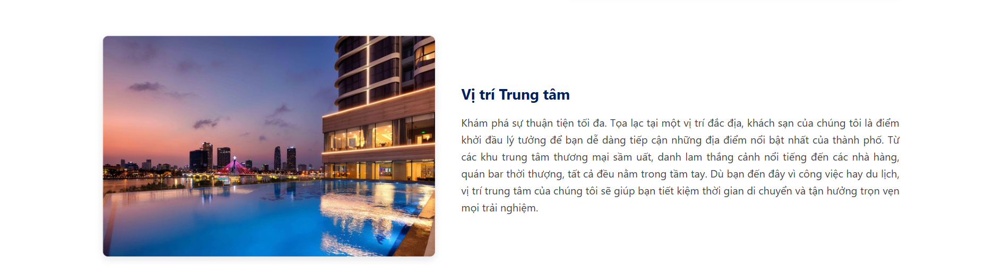 Vị trí Trung tâm
Khám phá sự thuận tiện tối đa. Tọa lạc tại một vị trí đắc địa, khách sạn của chúng tôi là điểm
khởi đầu lý tưởng để bạn dễ dàng tiếp cận những địa điểm nổi bật nhất của thành phố. Từ
các khu trung tâm thương mại sầm uất, danh lam thắng cảnh nổi tiếng đến các nhà hàng,
quán bar thời thượng, tất cả đều nằm trong tầm tay. Dù bạn đến đây vì công việc hay du lịch,
vị trí trung tâm của chúng tôi sẽ giúp bạn tiết kiệm thời gian di chuyển và tận hưởng trọn vẹn
mọi trải nghiệm.